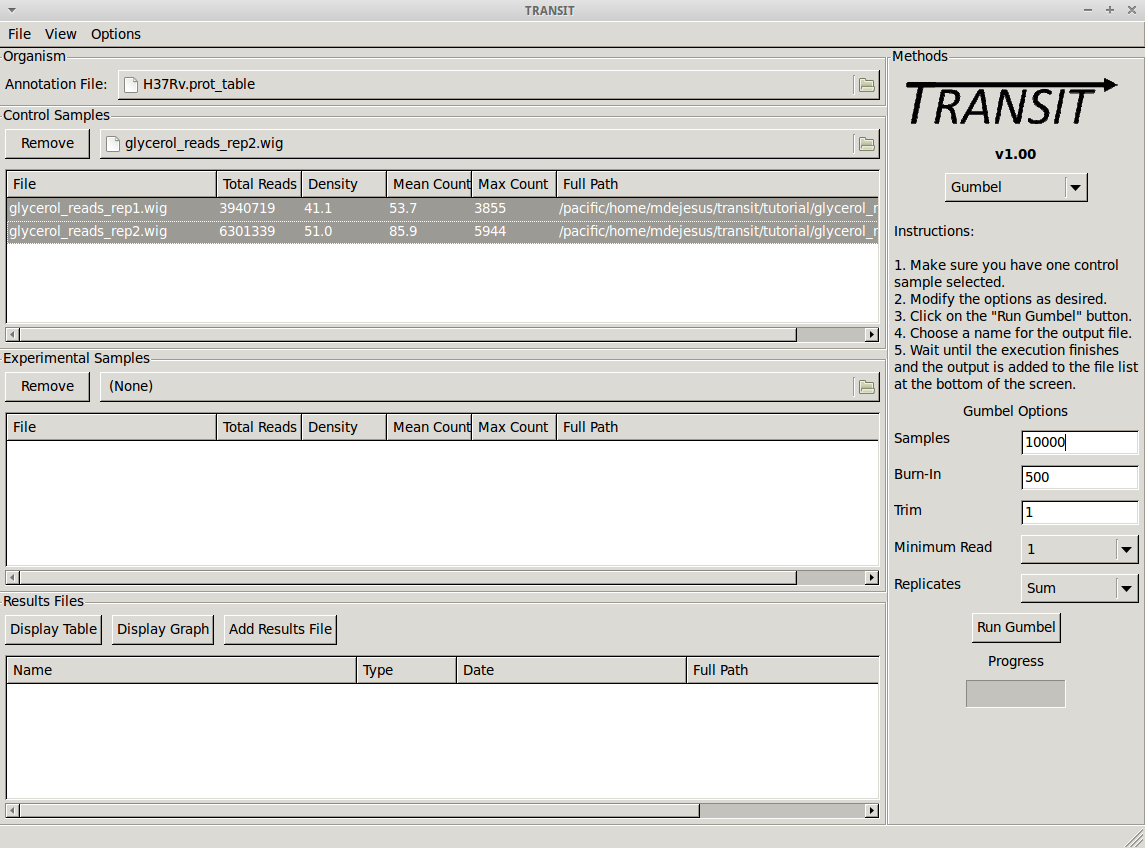 TRANSIT
File View Options
Organism
Annotation File: H37Rv.prot_table
Control Samples
Remove glycerol_reads_rep2.wig
File Total Reads Density Mean Count Max Count Full Path
glycerol_reads_rep1.wig 3940719 41.1 53.7 3855 /pacific/home/mdejesus/transit/tutorial/glycerol_r
glycerol_reads_rep2.wig 6301339 51.0 85.9 5944 /pacific/home/mdejesus/transit/tutorial/glycerol_r
Experimental Samples
Remove (None)
File Total Reads Density Mean Count Max Count Full Path
Results Files
Display Table Display Graph Add Results File
Name Type Date Full Path
Methods
TRANSIT
v1.00
Gumbel
Instructions:
1. Make sure you have one control
sample selected.
2. Modify the options as desired.
3. Click on the "Run Gumbel" button.
4. Choose a name for the output file.
5. Wait until the execution finishes
and the output is added to the file list
at the bottom of the screen.
Gumbel Options
Samples 10000
Burn-In 500
Trim 1
Minimum Read 1
Replicates Sum
Run Gumbel
Progress